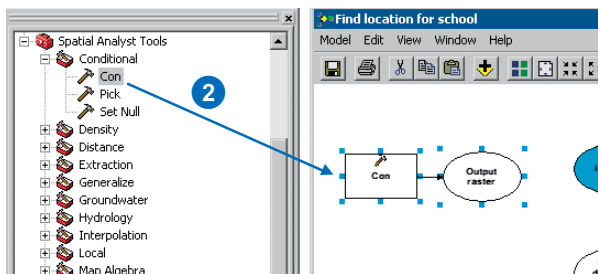 Spatial Analyst Tools
Conditional
Con
Pick
Set Null
Density
Distance
Extraction
Generalize
Groundwater
Hydrology
Interpolation
Local
Map Algebra
2
Find location for school
Model Edit View Window Help
Con
Output
raster